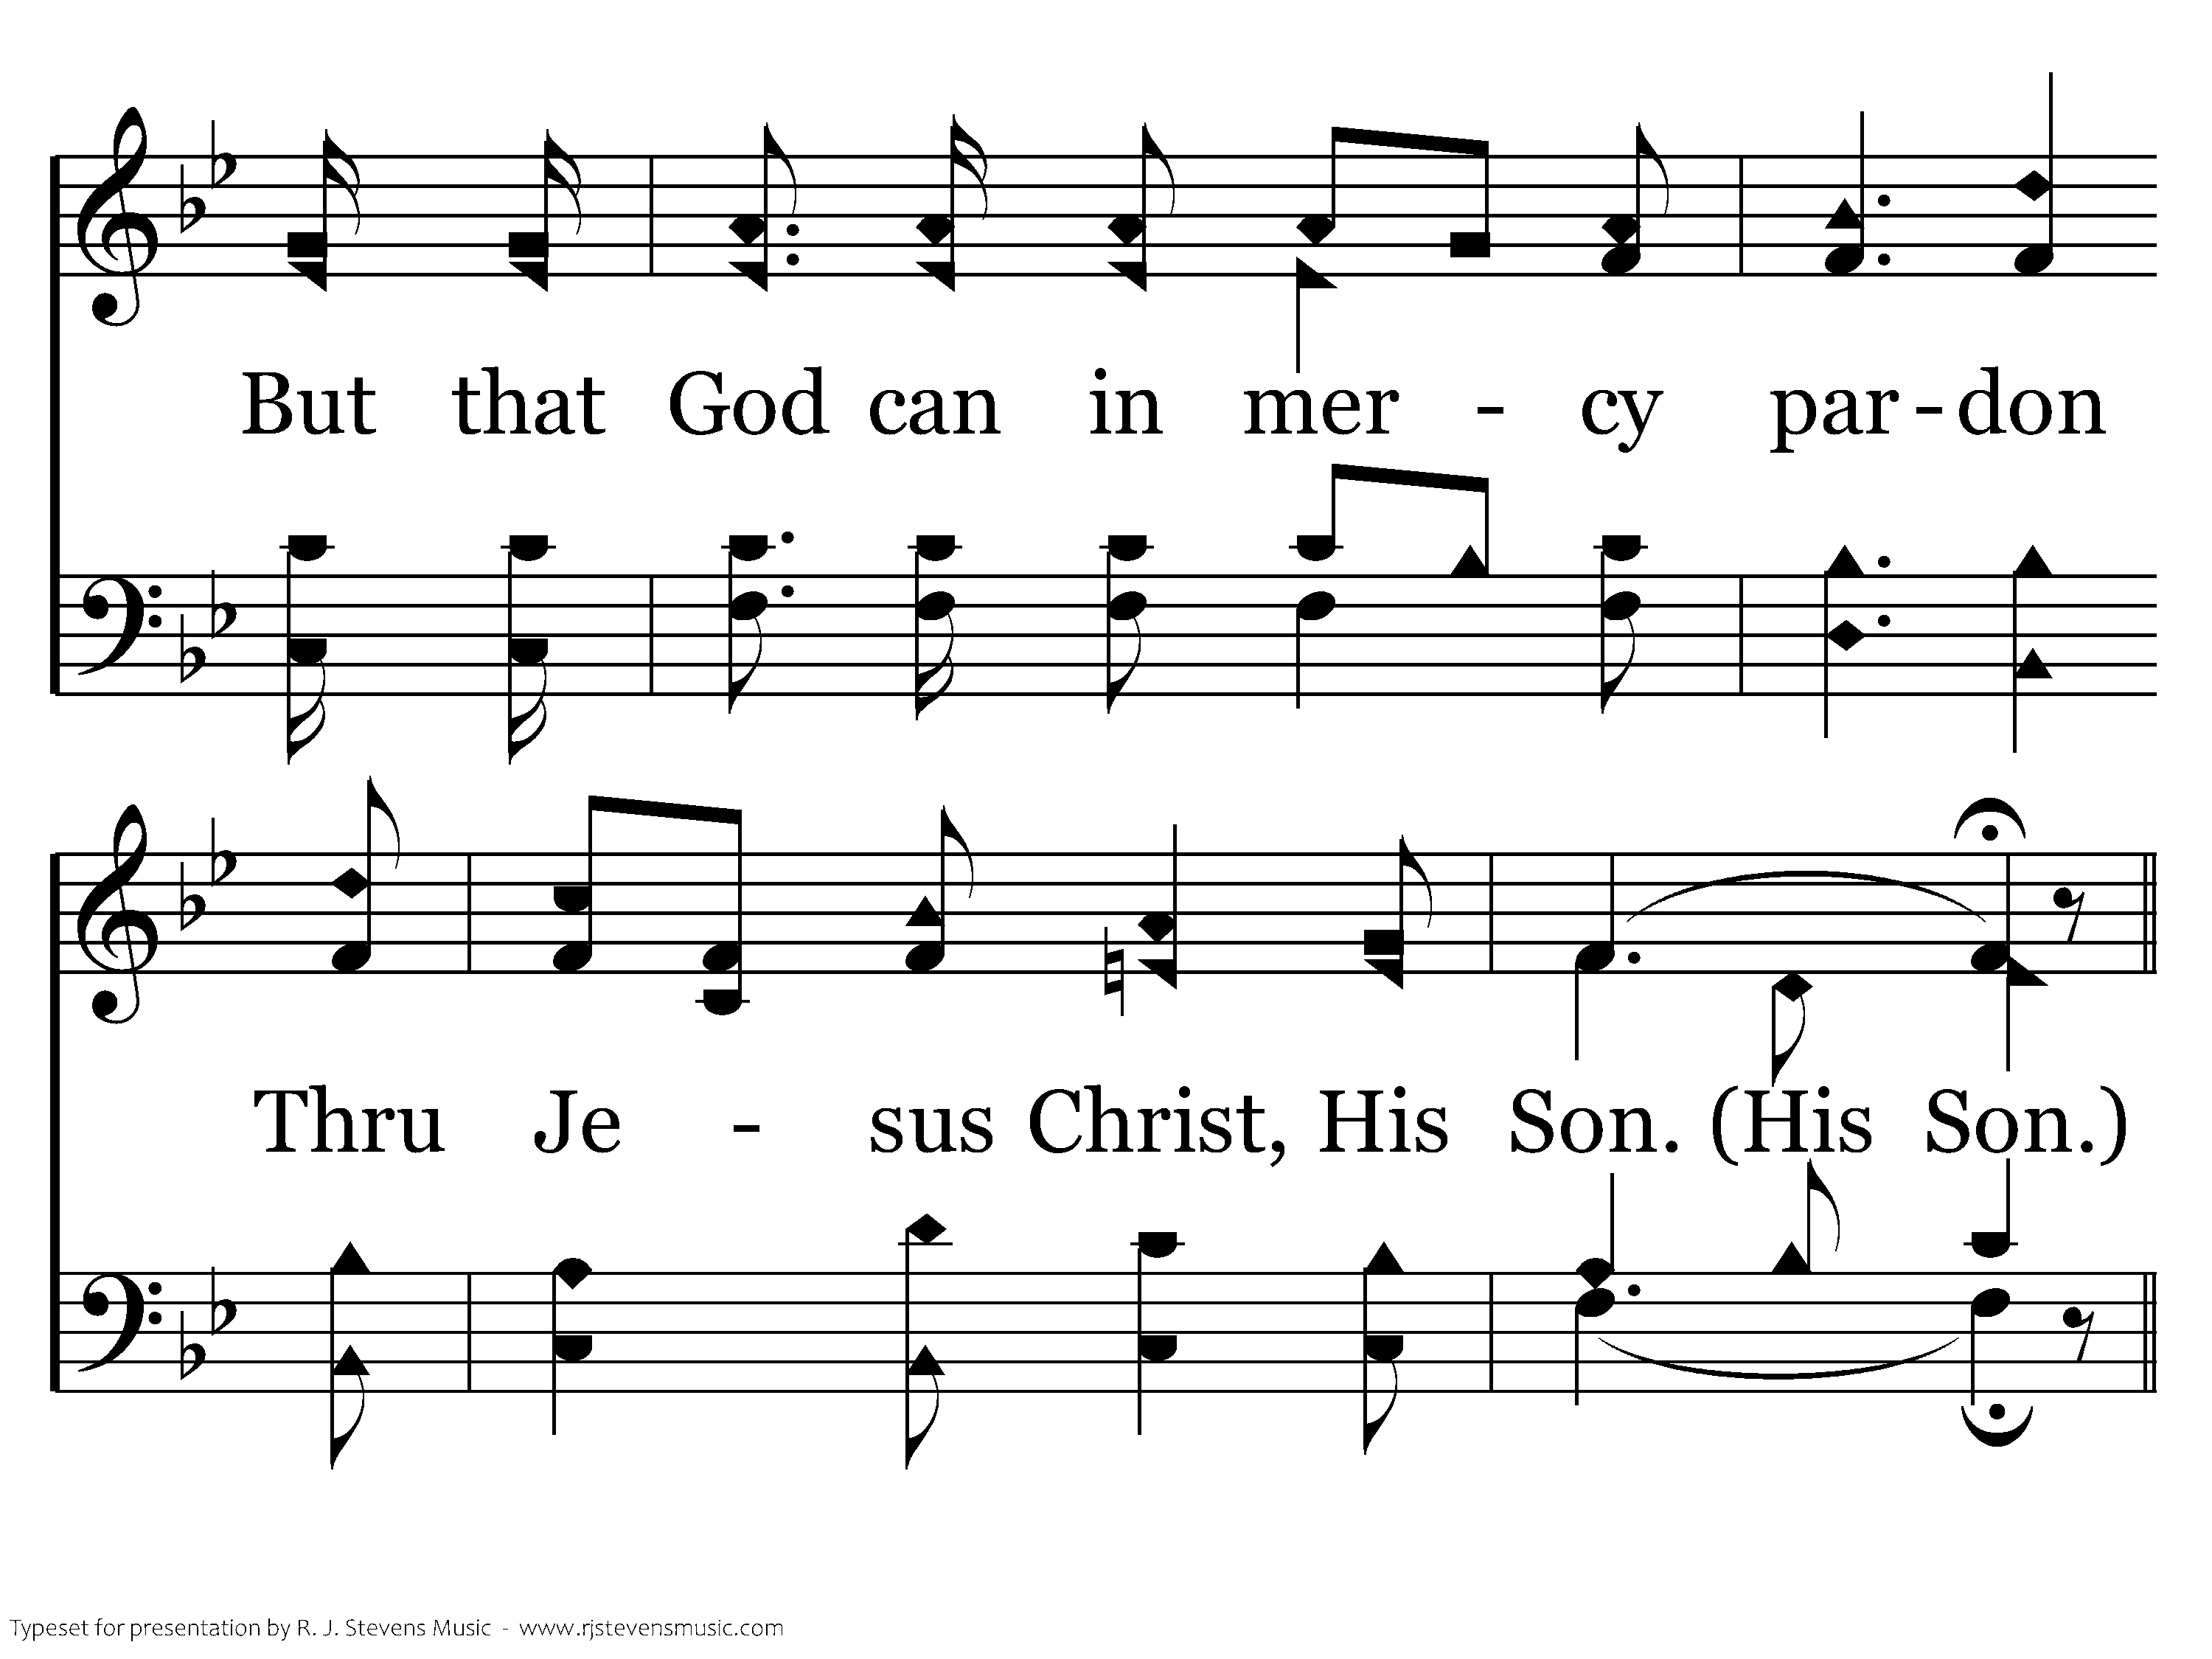 But that God can in mer - cy par - don
Thru Je - sus Christ, His Son. (His Son.)
Typeset for presentation by R. J. Stevens Music - www.rjstevensmusic.com